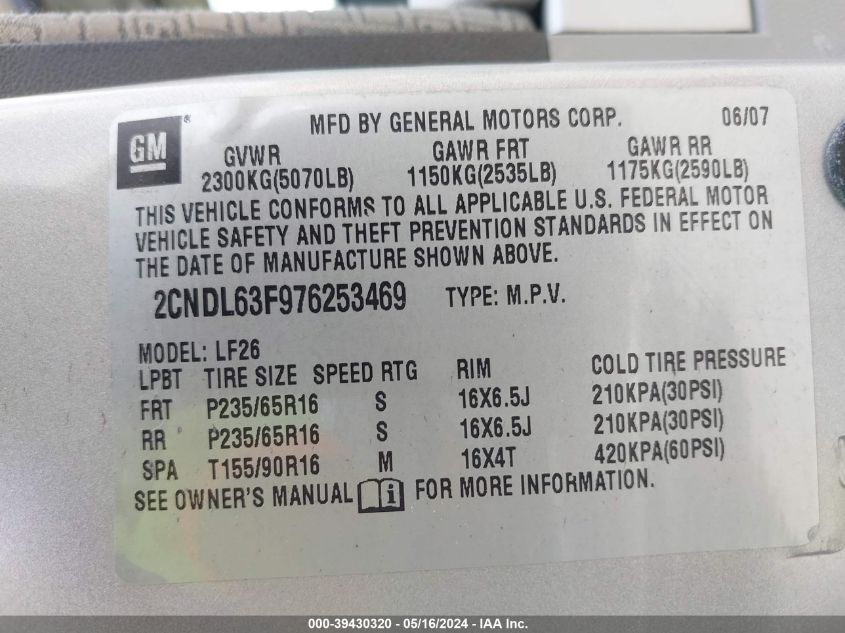 GM ® MFD BY GENERAL MOTORS CORP. 06/07
GVWR GAWR FRT GAWR RR
2300KG(5070LB) 1150KG(2535LB) 1175KG(2590LB)
THIS VEHICLE CONFORMS TO ALL APPLICABLE U.S. FEDERAL MOTOR
VEHICLE SAFETY AND THEFT PREVENTION STANDARDS IN EFFECT ON
THE DATE OF MANUFACTURE SHOWN ABOVE.
2CNDL63F976253469 TYPE: M.P.V.
MODEL: LF26
LPBT TIRE SIZE SPEED RTG RIM COLD TIRE PRESSURE
FRT P235/65R16 S 16X6.5J 210KPA(30PSI)
RR P235/65R16 S 16X6.5J 210KPA(30PSI)
SPA T155/90R16 M 16X4T 420KPA(60PSI)
SEE OWNER'S MANUAL i FOR MORE INFORMATION.
000-39430320 - 05/16/2024 - IAA Inc.